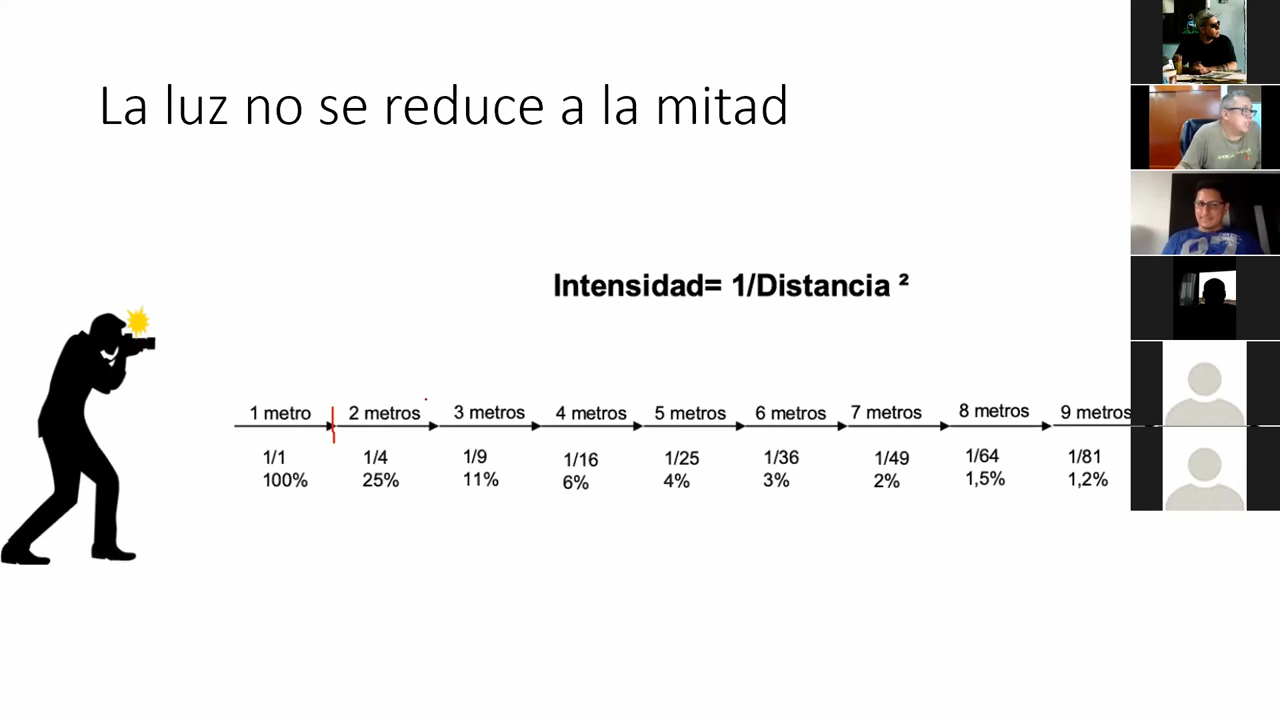 La luz no se reduce a la mitad
Intensidad= 1/Distancia ²
1 metro 2 metros 3 metros 4 metros 5 metros 6 metros 7 metros 8 metros 9 metros
1/1 1/4 1/9 1/16 1/25 1/36 1/49 1/64 1/81
100% 25% 11% 6% 4% 3% 2% 1,5% 1,2%